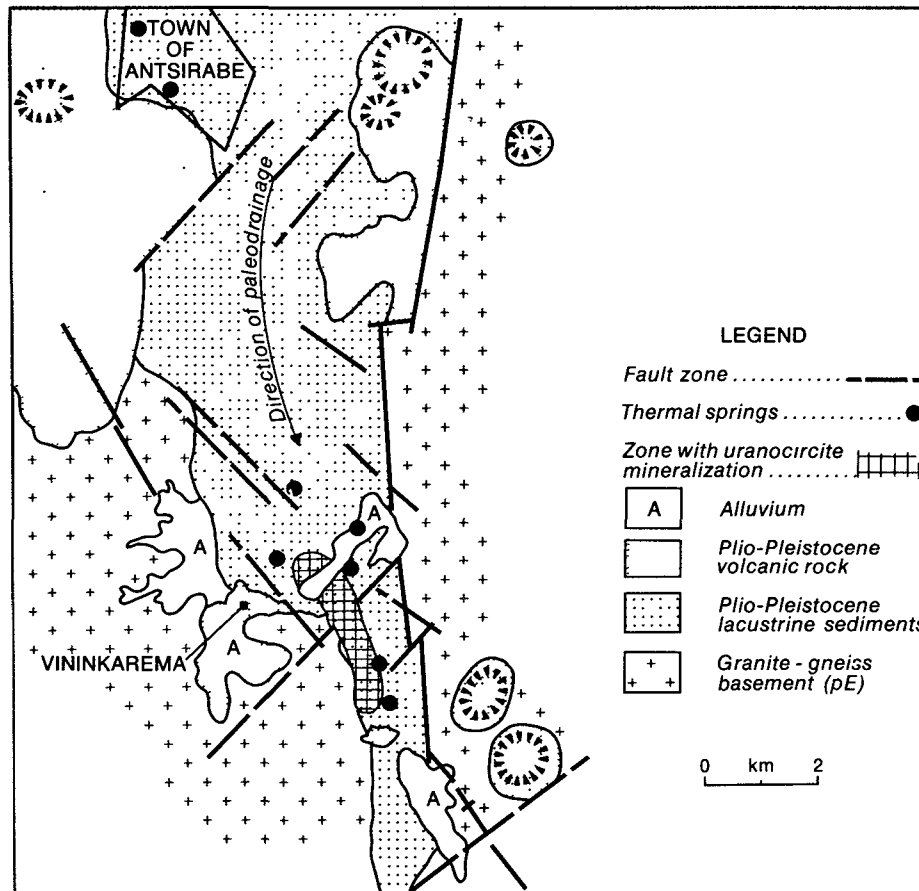 TOWN
OF
ANTSIRABE
Direction of paleodrainage
A
A
A
VININKAREMA
A
LEGEND
Fault zone ..........
Thermal springs ..........
Zone with uranocircite
mineralization ..........
A Alluvium
Plio-Pleistocene
volcanic rock
Plio-Pleistocene
lacustrine sediments
Granite - gneiss
basement (pE)
0 km 2